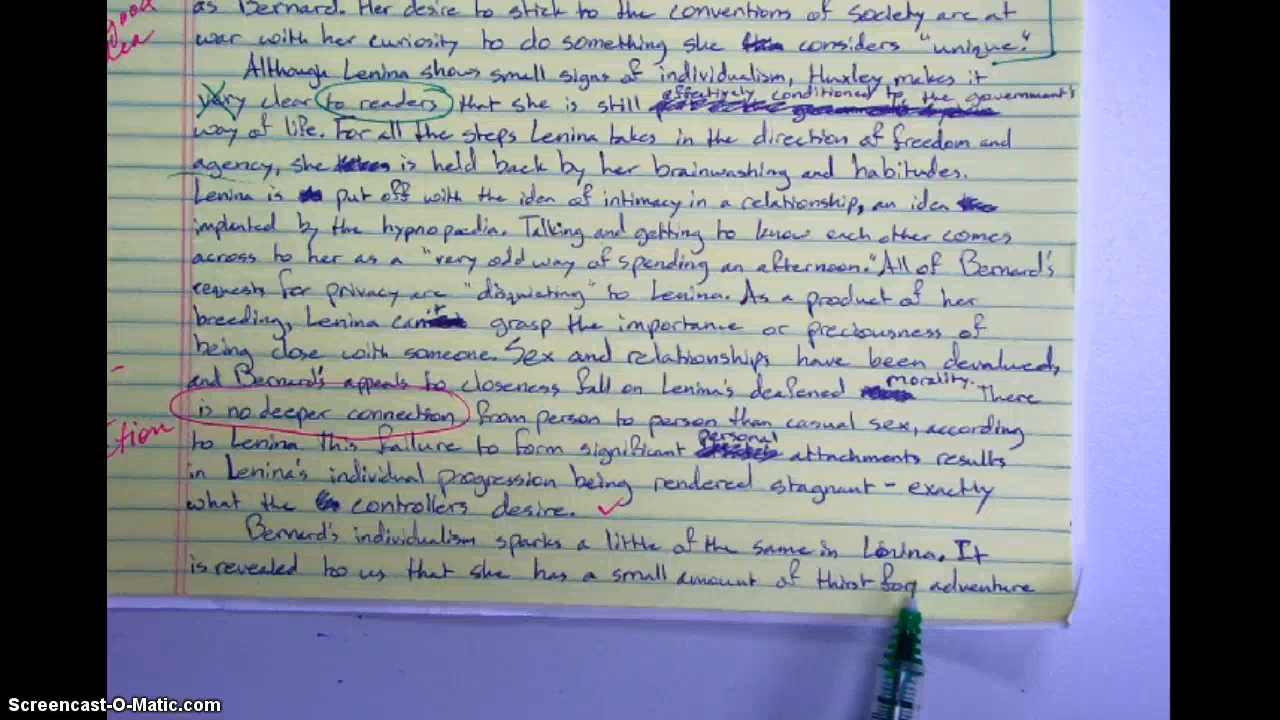 good
as Bernard. Her desire to stick to the conventions of society are at
war with her curiosity to do something she considers "unique."
Although Lenina shows small signs of individualism, Huxley makes it
very clear to readers that she is still effectively conditioned to the government's
way of life. For all the steps Lenina takes in the direction of freedom and
agency, she is held back by her brainwashing and habitudes.
Lenina is put off with the idea of intimacy in a relationship, an idea
implanted by the hypnopædia. Talking and getting to know each other comes
across to her as a "very odd way of spending an afternoon." All of Bernard's
requests for privacy are "disquieting" to Lenina. As a product of her
breeding, Lenina can't grasp the importance or preciousness of
being close with someone. Sex and relationships have been devalued,
and Bernard's appeals to closeness fall on Lenina's deafened morality. There
is no deeper connection from person to person than casual sex, according
to Lenina. This failure to form significant personal attachments results
in Lenina's individual progression being rendered stagnant - exactly
what the controllers desire. ✓
Bernard's individualism sparks a little of the same in Lenina. It
is revealed to us that she has a small amount of thirst for adventure
Screencast-O-Matic.com